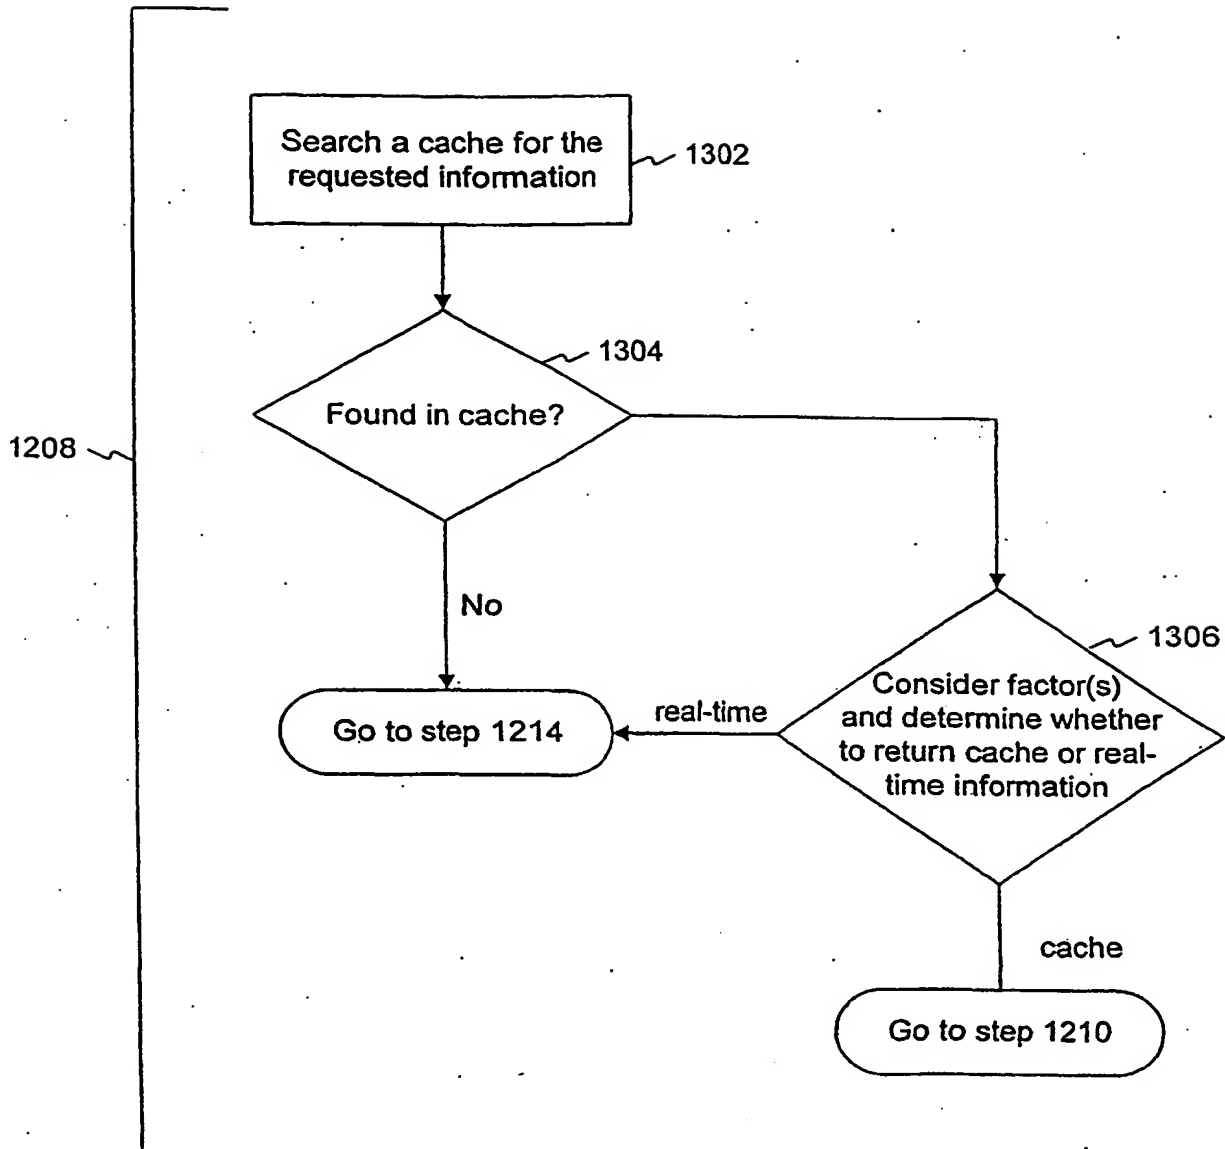 Search a cache for the
requested information
1302
1304
Found in cache?
1208
No
1306
Consider factor(s)
and determine whether
to return cache or real-
time information
real-time
Go to step 1214
cache
Go to step 1210